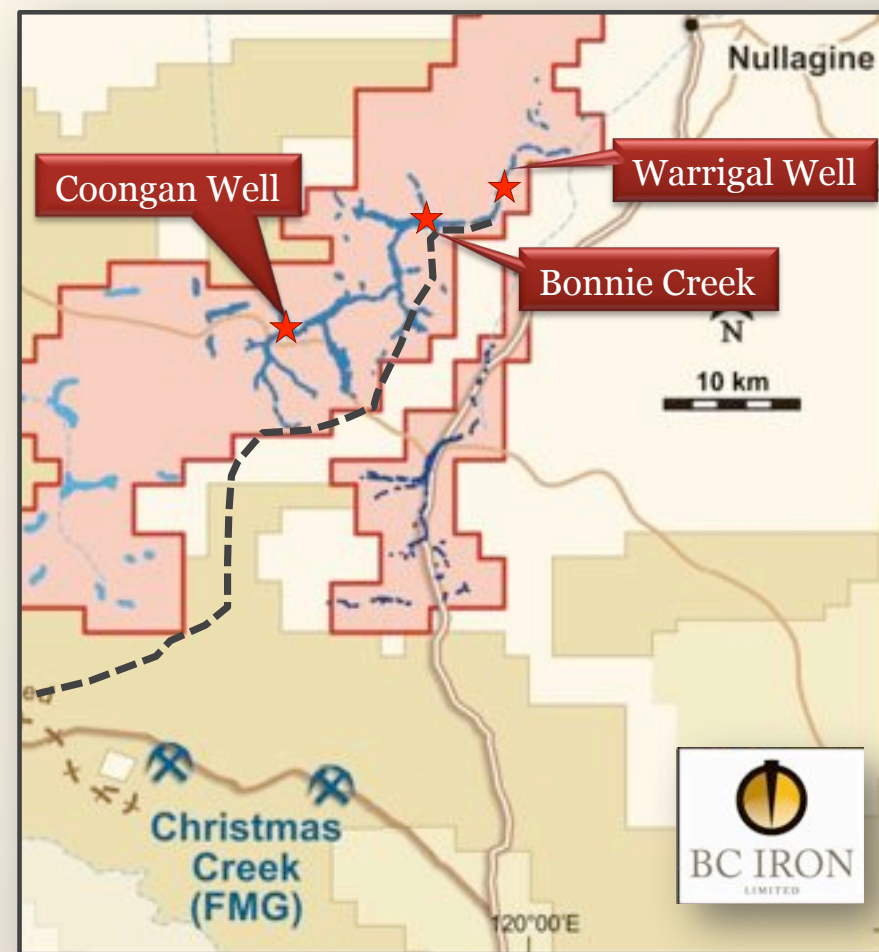 Nullagine
Coongan Well
Warrigal Well
Bonnie Creek
N
10 km
Christmas
Creek
(FMG)
BC IRON
LIMITED
120°00'E